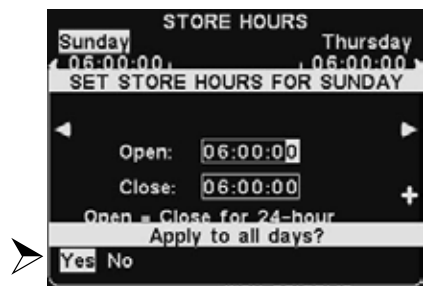 STORE HOURS
Sunday Thursday
06:00:00 06:00:00
SET STORE HOURS FOR SUNDAY
Open: 06:00:00
Close: 06:00:00
Open = Close for 24-hour
Apply to all days?
Yes No